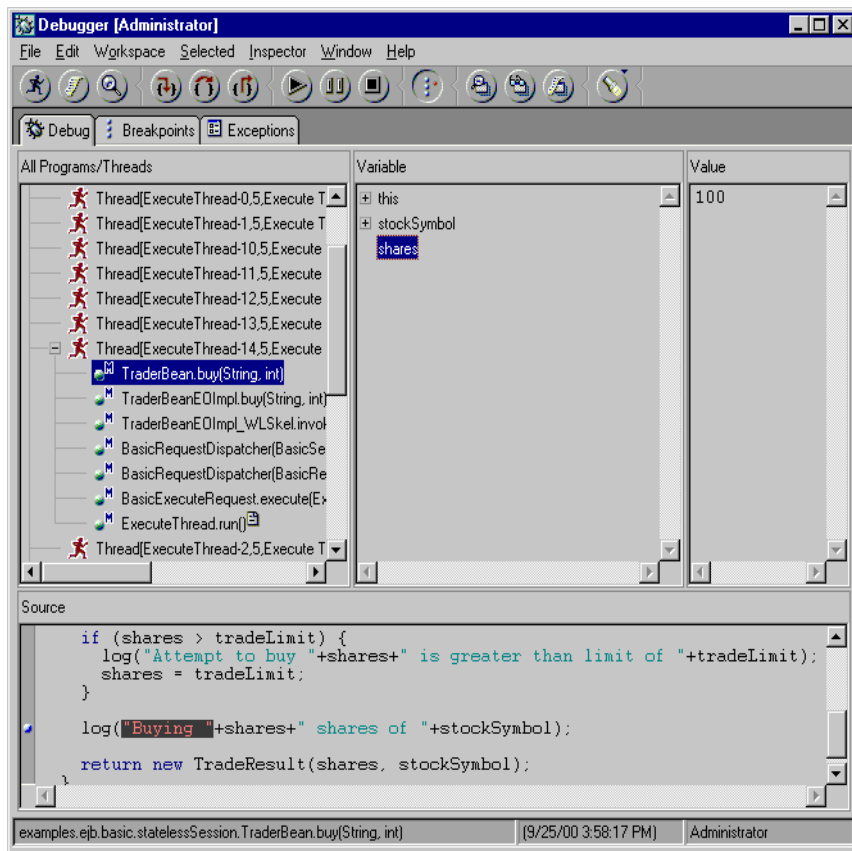 Debugger [Administrator]
File Edit Workspace Selected Inspector Window Help
Debug Breakpoints Exceptions
All Programs/Threads
Thread[ExecuteThread-0,5,Execute T
Thread[ExecuteThread-1,5,Execute T
Thread[ExecuteThread-10,5,Execute
Thread[ExecuteThread-11,5,Execute
Thread[ExecuteThread-12,5,Execute
Thread[ExecuteThread-13,5,Execute
Thread[ExecuteThread-14,5,Execute
TraderBean.buy(String, int)
TraderBeanEOImpl.buy(String, int)
TraderBeanEOImpl_WLSkel.invok
BasicRequestDispatcher(BasicSe
BasicRequestDispatcher(BasicRe
BasicExecuteRequest.execute(Ex
ExecuteThread.run()
Thread[ExecuteThread-2,5,Execute T
Variable
this
stockSymbol
shares
Value
100
Source
if (shares > tradeLimit) {
log("Attempt to buy "+shares+" is greater than limit of "+tradeLimit);
shares = tradeLimit;
}
log("Buying "+shares+" shares of "+stockSymbol);
return new TradeResult(shares, stockSymbol);
}
examples.ejb.basic.statelessSession.TraderBean.buy(String, int) (9/25/00 3:58:17 PM) Administrator